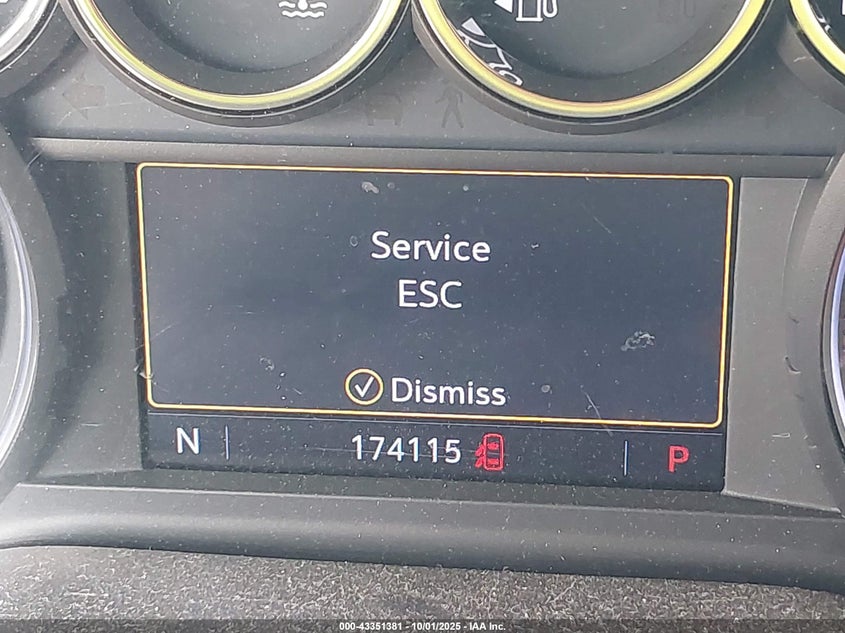 Service
ESC
Dismiss
N 174115 P
000-43351381 - 10/01/2025 - IAA Inc.